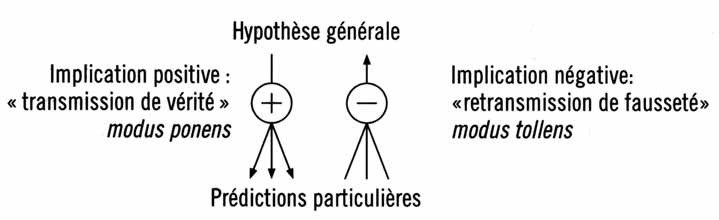 Hypothèse générale
Implication positive :
« transmission de vérité »
modus ponens
+
−
Implication négative:
«retransmission de fausseté»
modus tollens
Prédictions particulières